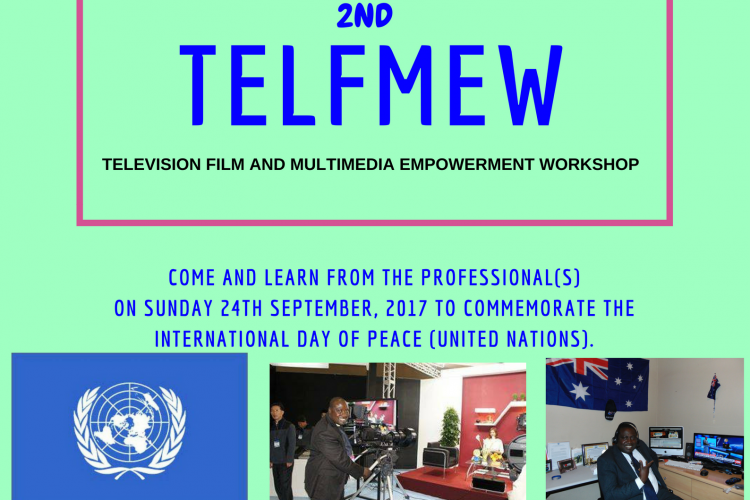 2ND
TELFMEW
TELEVISION FILM AND MULTIMEDIA EMPOWERMENT WORKSHOP
COME AND LEARN FROM THE PROFESSIONAL(S)
ON SUNDAY 24TH SEPTEMBER, 2017 TO COMMEMORATE THE
INTERNATIONAL DAY OF PEACE (UNITED NATIONS).